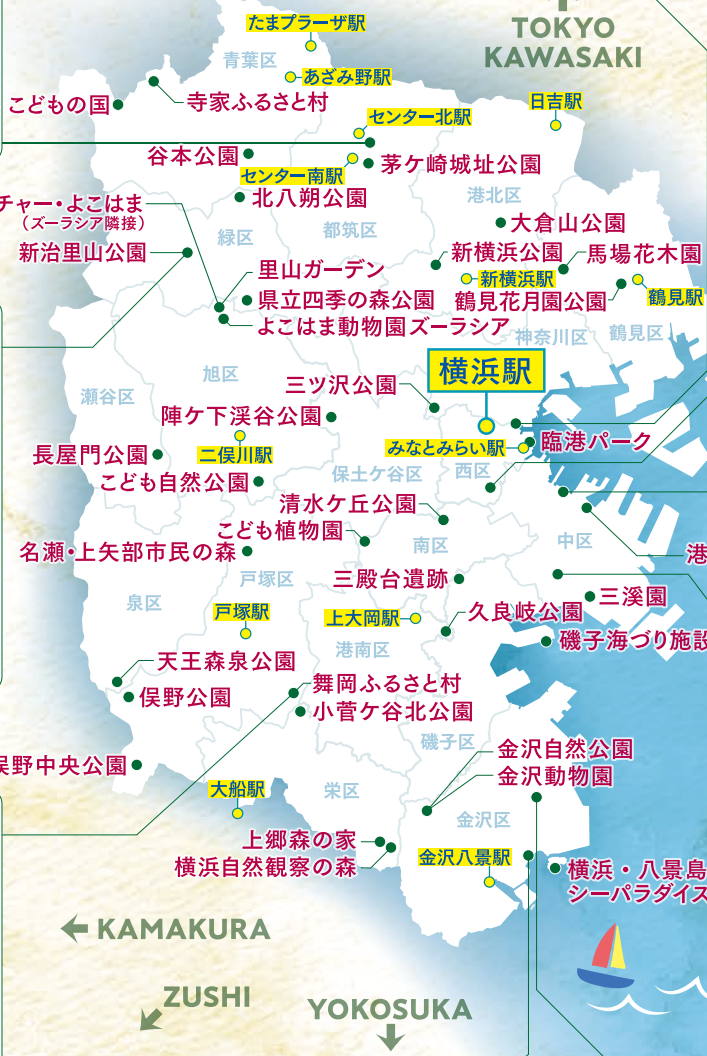 たまプラーザ駅
TOKYO
KAWASAKI
青葉区
あざみ野駅
こどもの国
寺家ふるさと村
日吉駅
センター北駅
谷本公園
茅ケ崎城址公園
センター南駅
北八朔公園
港北区
チャー・よこはま
（ズーラシア隣接）
都筑区
大倉山公園
緑区
新治里山公園
新横浜公園
馬場花木園
里山ガーデン
新横浜駅
県立四季の森公園
鶴見花月園公園
鶴見駅
よこはま動物園ズーラシア
神奈川区
鶴見区
横浜駅
旭区
三ツ沢公園
瀬谷区
陣ケ下渓谷公園
臨港パーク
みなとみらい駅
長屋門公園
二俣川駅
保土ケ谷区
西区
こども自然公園
清水ケ丘公園
こども植物園
南区
中区
名瀬・上矢部市民の森
港
戸塚区
三殿台遺跡
三溪園
泉区
戸塚駅
上大岡駅
久良岐公園
磯子海づり施設
港南区
天王森泉公園
舞岡ふるさと村
俣野公園
小菅ケ谷北公園
磯子区
金沢自然公園
俣野中央公園
金沢動物園
大船駅
栄区
金沢区
上郷森の家
金沢八景駅
横浜自然観察の森
横浜・八景島
シーパラダイス
KAMAKURA
ZUSHI
YOKOSUKA